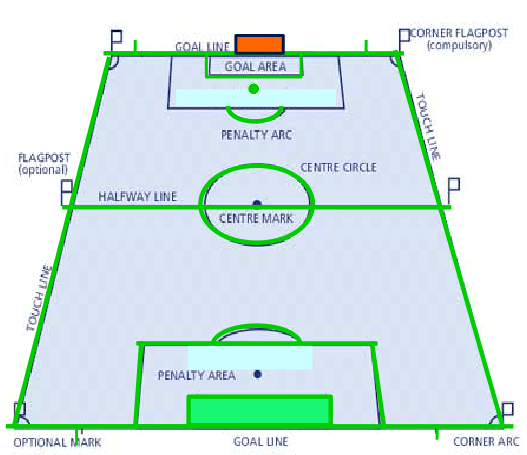 CORNER FLAGPOST
(compulsory)
GOAL LINE
GOAL AREA
TOUCH LINE
PENALTY ARC
FLAGPOST
(optional)
CENTRE CIRCLE
HALFWAY LINE
CENTRE MARK
TOUCH LINE
PENALTY AREA
OPTIONAL MARK
GOAL LINE
CORNER ARC